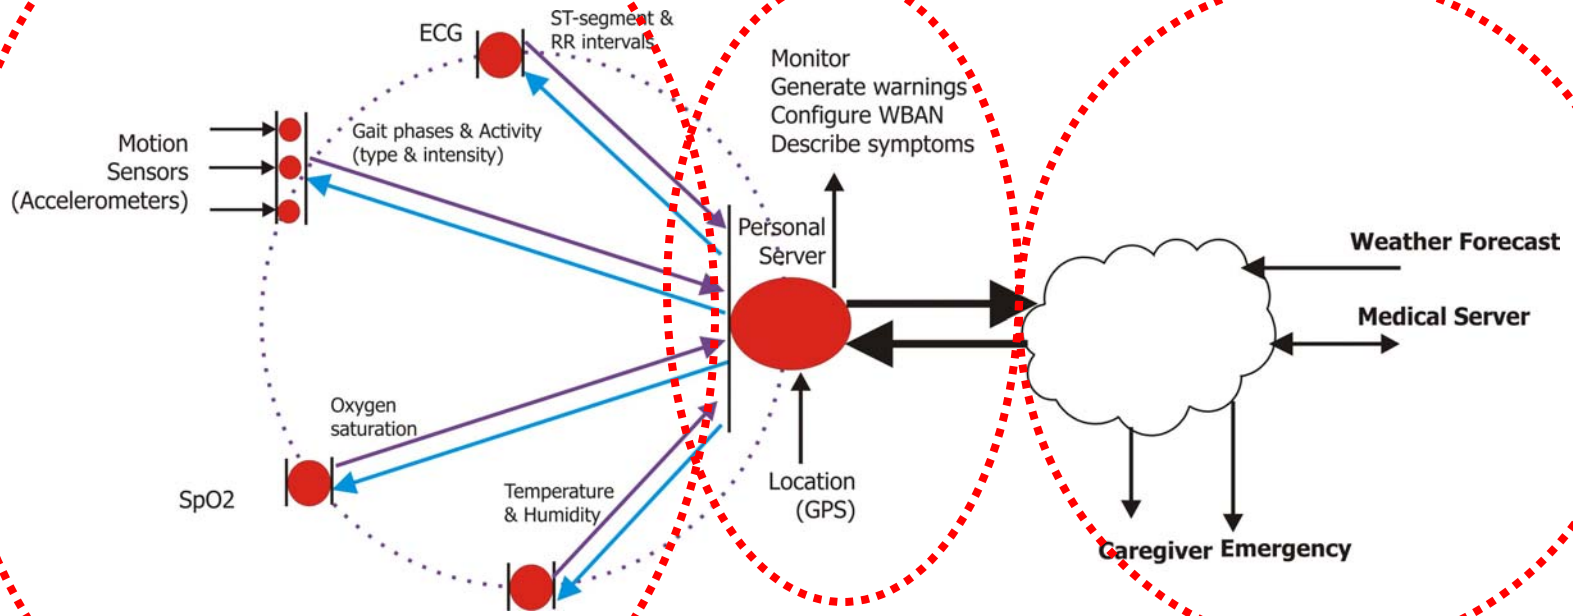 ECG
ST-segment &
RR intervals
Monitor
Generate warnings
Configure WBAN
Describe symptoms
Motion
Sensors
(Accelerometers)
Gait phases & Activity
(type & intensity)
Personal
Server
Weather Forecast
Medical Server
Oxygen
saturation
SpO2
Temperature
& Humidity
Location
(GPS)
Caregiver Emergency